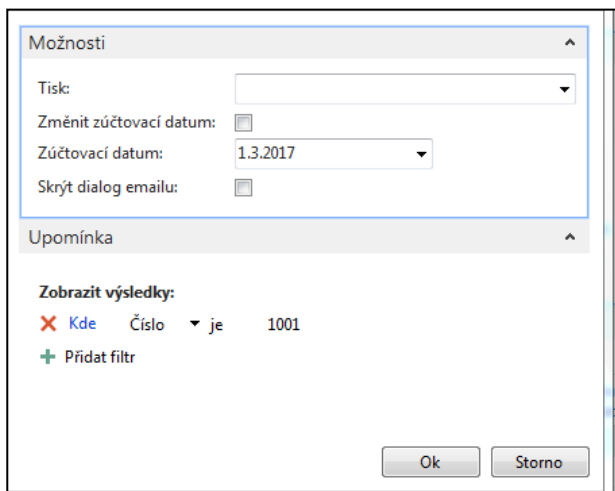 Možnosti
Tisk:
Změnit zúčtovací datum:
Zúčtovací datum: 1.3.2017
Skrýt dialog emailu:
Upomínka
Zobrazit výsledky:
Kde Číslo je 1001
Přidat filtr
Ok Storno